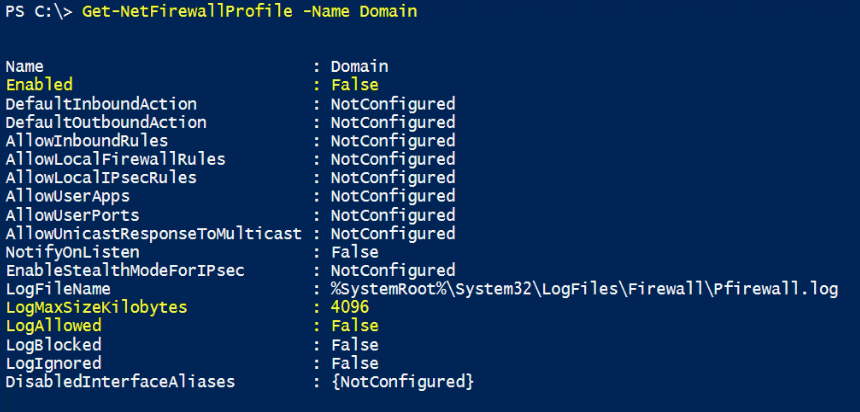 PS C:\> Get-NetFirewallProfile -Name Domain
Name : Domain
Enabled : False
DefaultInboundAction : NotConfigured
DefaultOutboundAction : NotConfigured
AllowInboundRules : NotConfigured
AllowLocalFirewallRules : NotConfigured
AllowLocalIPsecRules : NotConfigured
AllowUserApps : NotConfigured
AllowUserPorts : NotConfigured
AllowUnicastResponseToMulticast : NotConfigured
NotifyOnListen : False
EnableStealthModeForIPsec : NotConfigured
LogFileName : %SystemRoot%\System32\LogFiles\Firewall\Pfirewall.log
LogMaxSizeKilobytes : 4096
LogAllowed : False
LogBlocked : False
LogIgnored : False
DisabledInterfaceAliases : {NotConfigured}